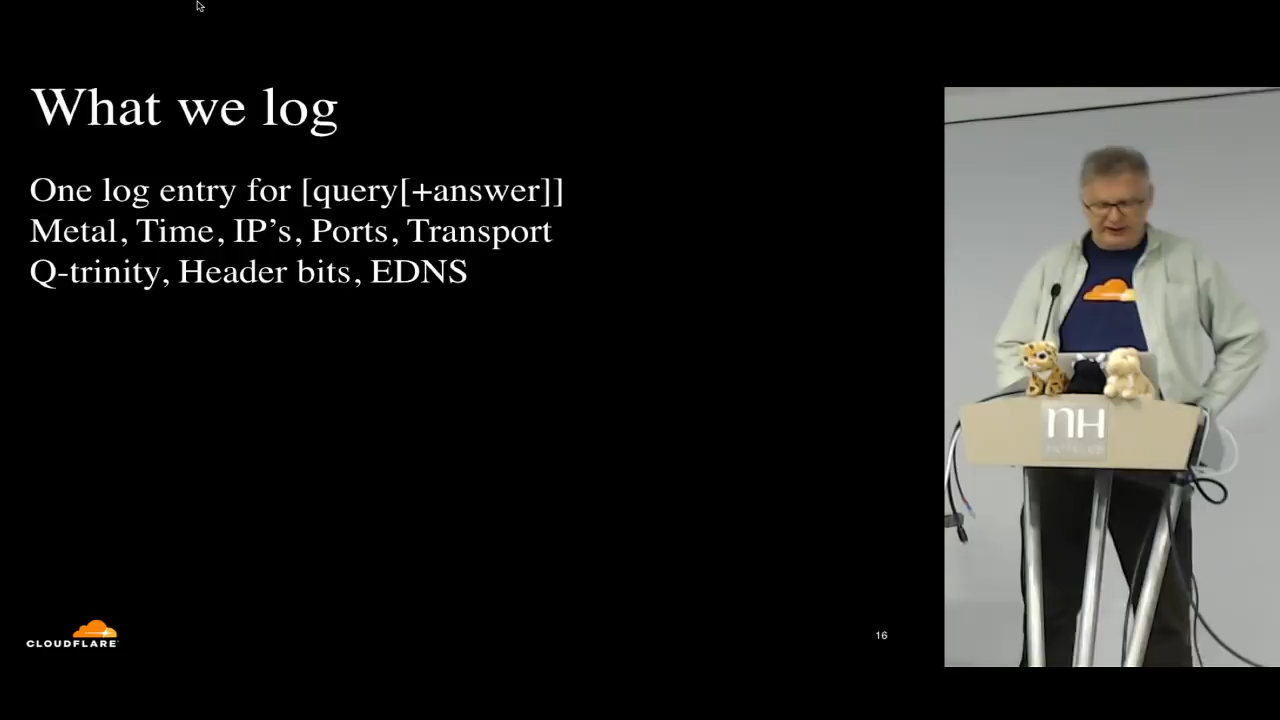 What we log
One log entry for [query[+answer]]
Metal, Time, IP’s, Ports, Transport
Q-trinity, Header bits, EDNS
CLOUDFLARE
16
nH